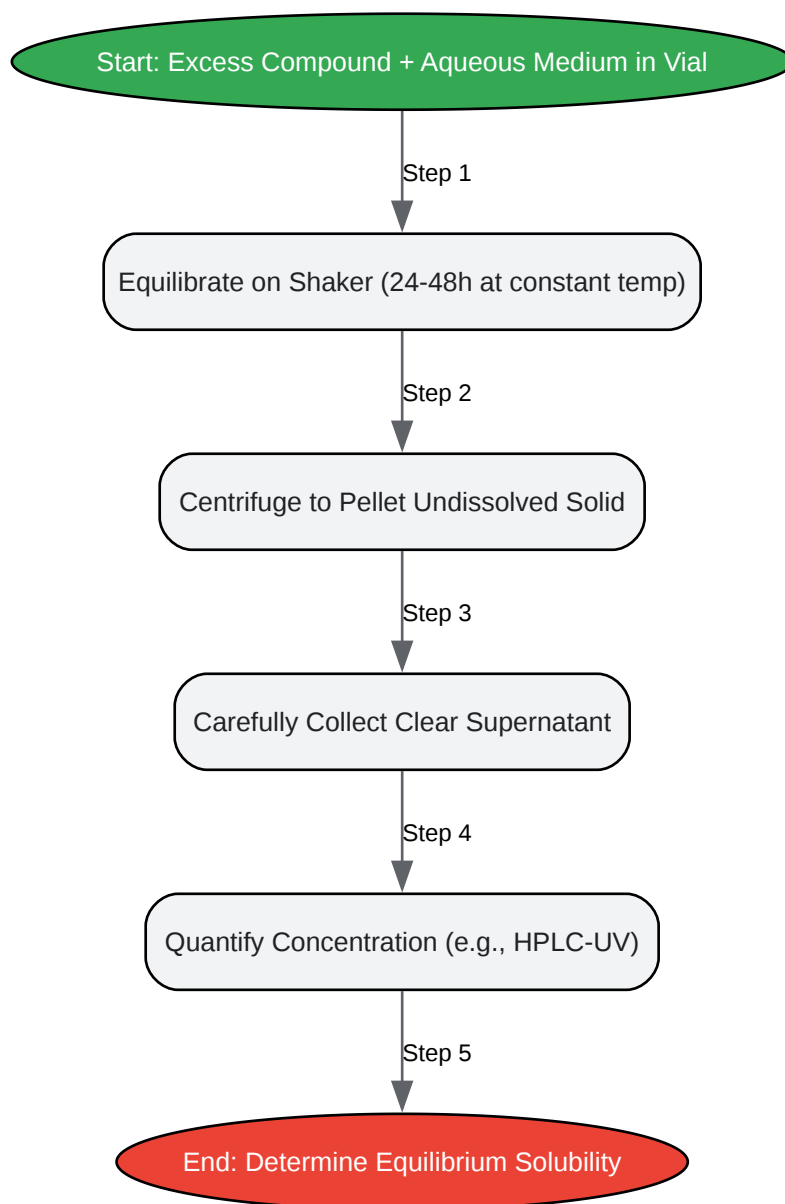 Start: Excess Compound + Aqueous Medium in Vial
Step 1
Equilibrate on Shaker (24-48h at constant temp)
Step 2
Centrifuge to Pellet Undissolved Solid
Step 3
Carefully Collect Clear Supernatant
Step 4
Quantify Concentration (e.g., HPLC-UV)
Step 5
End: Determine Equilibrium Solubility